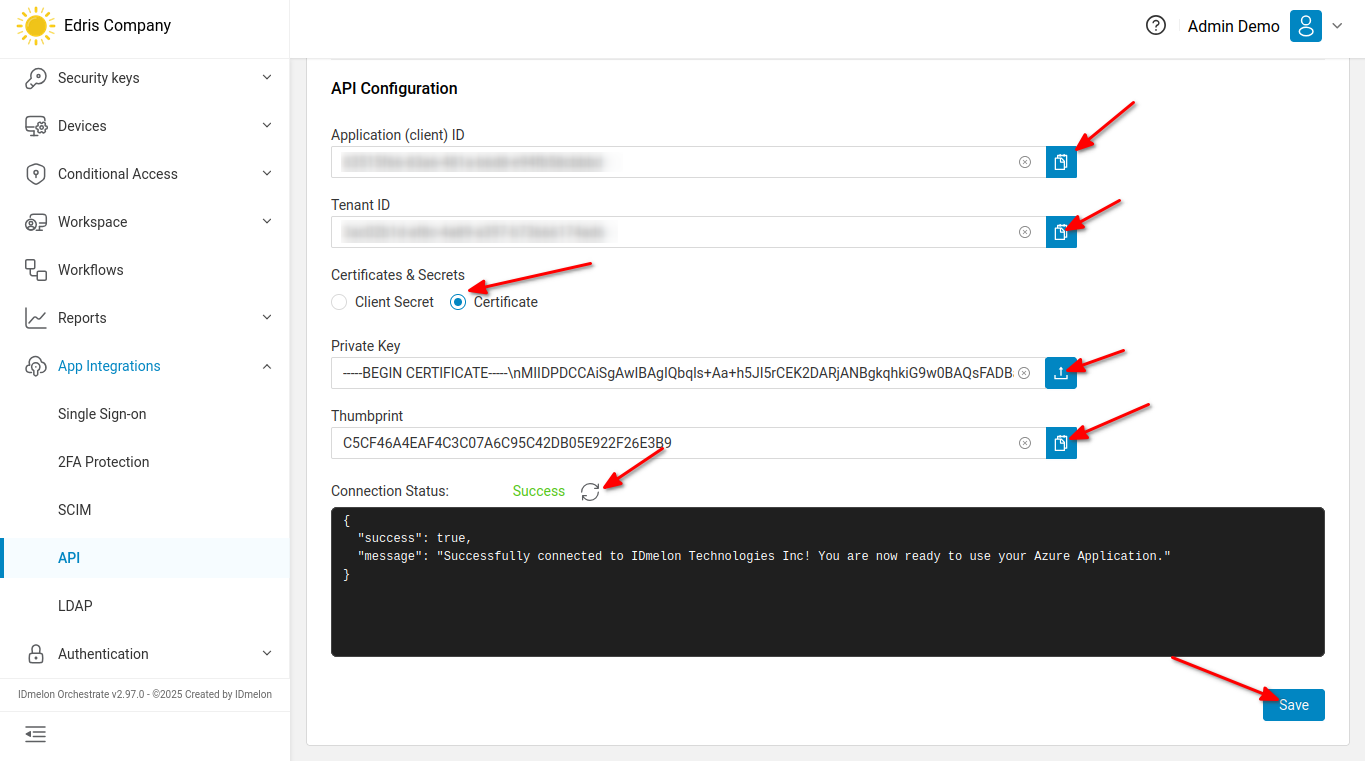 Edris Company
Admin Demo
Security keys
Devices
Conditional Access
Workspace
Workflows
Reports
App Integrations
Single Sign-on
2FA Protection
SCIM
API
LDAP
Authentication
IDmelon Orchestrate v2.97.0 - ©2025 Created by IDmelon
API Configuration
Application (client) ID
Tenant ID
Certificates & Secrets
Client Secret Certificate
Private Key
-----BEGIN CERTIFICATE-----\nMIIDPDCCAiSgAwIBAgIQbqls+Aa+h5JI5rCEK2DARjANBgkqhkiG9w0BAQsFADB
Thumbprint
C5CF46A4EAF4C3C07A6C95C42DB05E922F26E3B9
Connection Status: Success
{
"success": true,
"message": "Successfully connected to IDmelon Technologies Inc! You are now ready to use your Azure Application."
}
Save